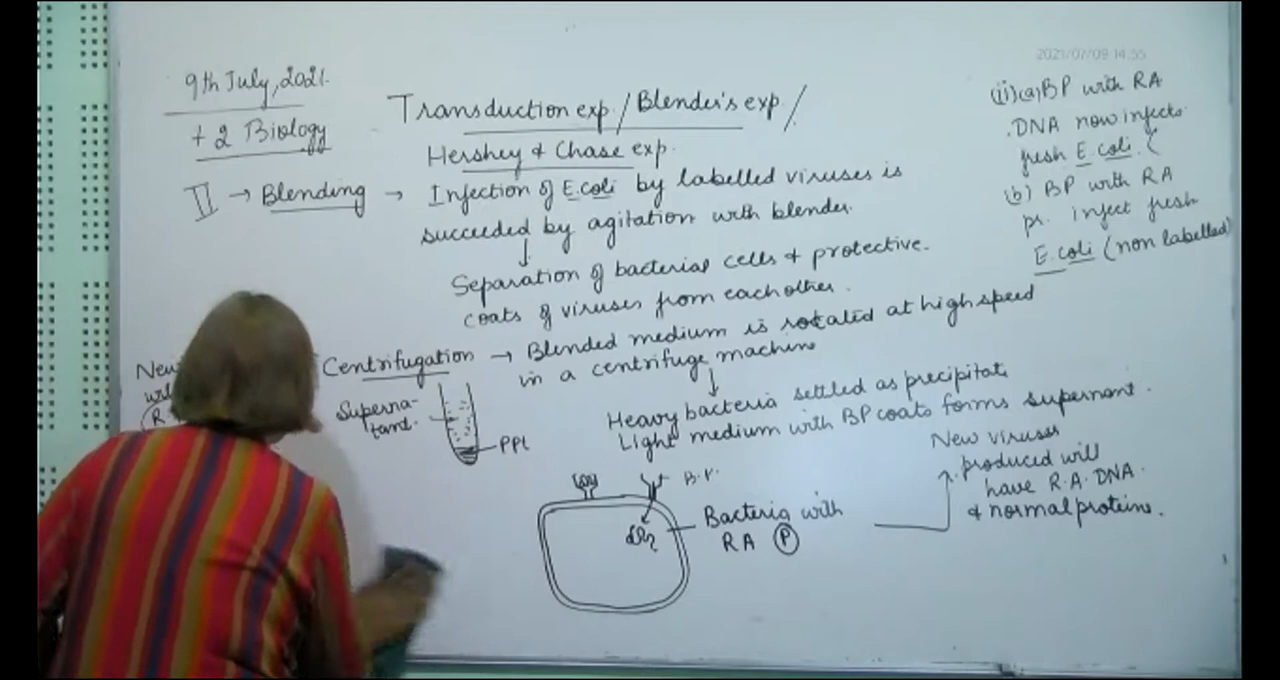 2021/07/09 14:55
9th July, 2021.
+2 Biology
Transduction exp./Blender's exp./
Hershey & Chase exp.
II → Blending → Infection of E.coli by labelled viruses is
succeeded by agitation with blender.
↓
Separation of bacterial cells & protective.
coats of viruses from each other.
Centrifugation → Blended medium is rotated at high speed
in a centrifuge machine
↓
Heavy bacteria settled as precipitat
Light medium with BP coats forms supernant.
Superna-
tant.
PPt
B.P.
Bacteria with
RA P
New viruses
produced will
have R.A. DNA.
& normal proteins.
(ii)(a) BP with RA
DNA now infects
fresh E.coli. (
(b) BP with RA
pr. infect fresh
E.coli (non labelled)
New
R